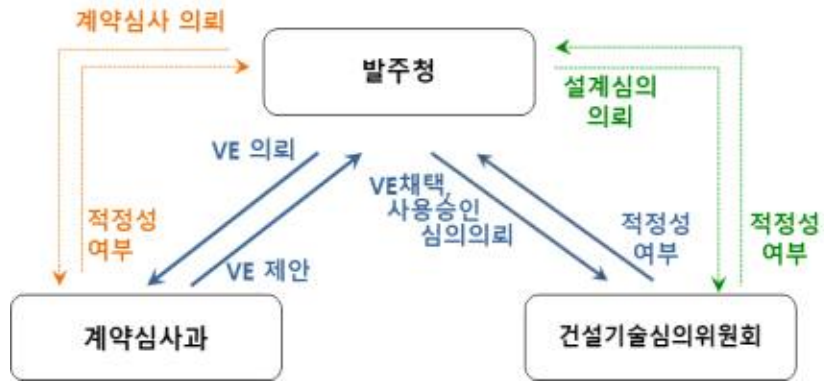 계약심사 의뢰
발주청
설계심의
의뢰
VE 의뢰
VE채택,
사용승인
심의의뢰
적정성
여부
VE 제안
적정성
여부
적정성
여부
계약심사과
건설기술심의위원회